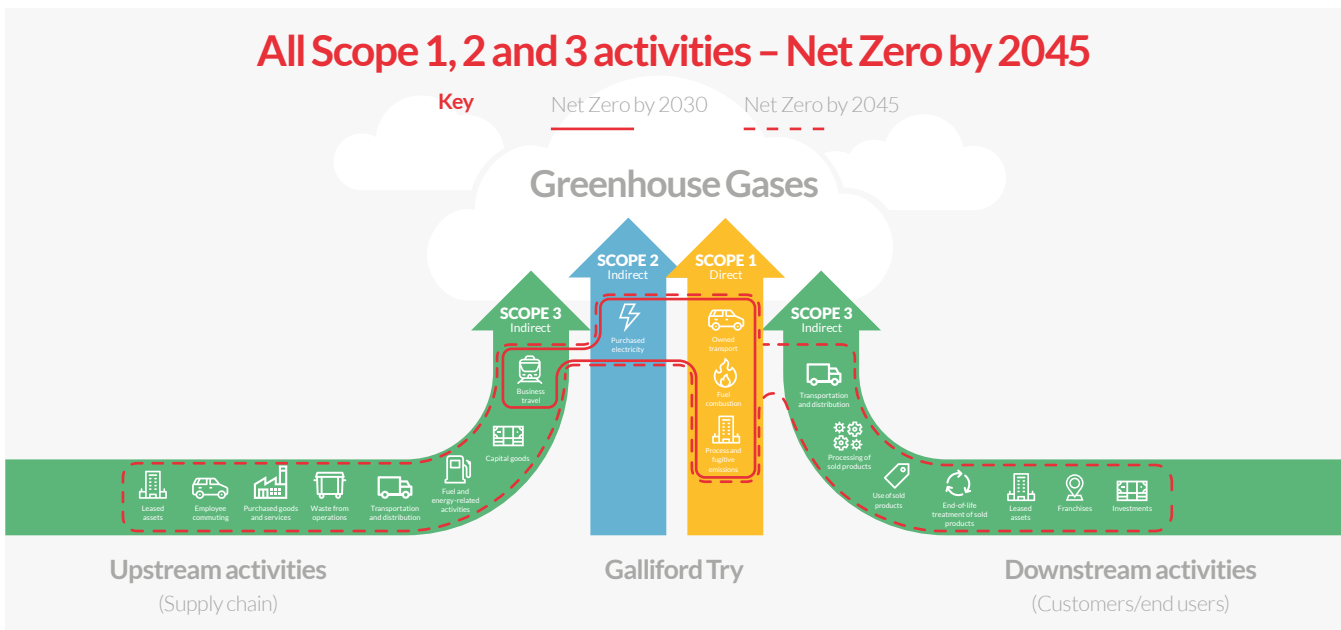 All Scope 1, 2 and 3 activities – Net Zero by 2045
Key
Net Zero by 2030
Net Zero by 2045
Greenhouse Gases
SCOPE 3
Indirect
Business
travel
Capital goods
Fuel and
energy-related
activities
Transportation
and distribution
Waste from
operations
Purchased goods
and services
Employee
commuting
Leased
assets
SCOPE 2
Indirect
Purchased
electricity
SCOPE 1
Direct
Owned
transport
Fuel
combustion
Process and
fugitive
emissions
SCOPE 3
Indirect
Transportation
and distribution
Processing of
sold products
Use of sold
products
End-of-life
treatment of sold
products
Leased
assets
Franchises
Investments
Upstream activities
(Supply chain)
Galliford Try
Downstream activities
(Customers/end users)